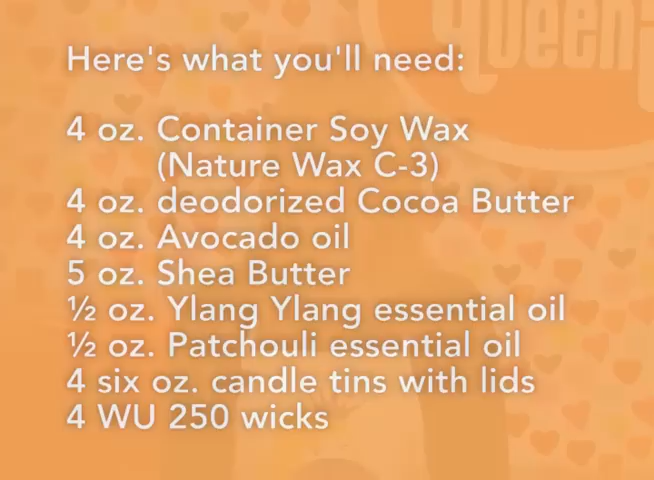 Queen
Here's what you'll need:
4 oz. Container Soy Wax
(Nature Wax C-3)
4 oz. deodorized Cocoa Butter
4 oz. Avocado oil
5 oz. Shea Butter
½ oz. Ylang Ylang essential oil
½ oz. Patchouli essential oil
4 six oz. candle tins with lids
4 WU 250 wicks